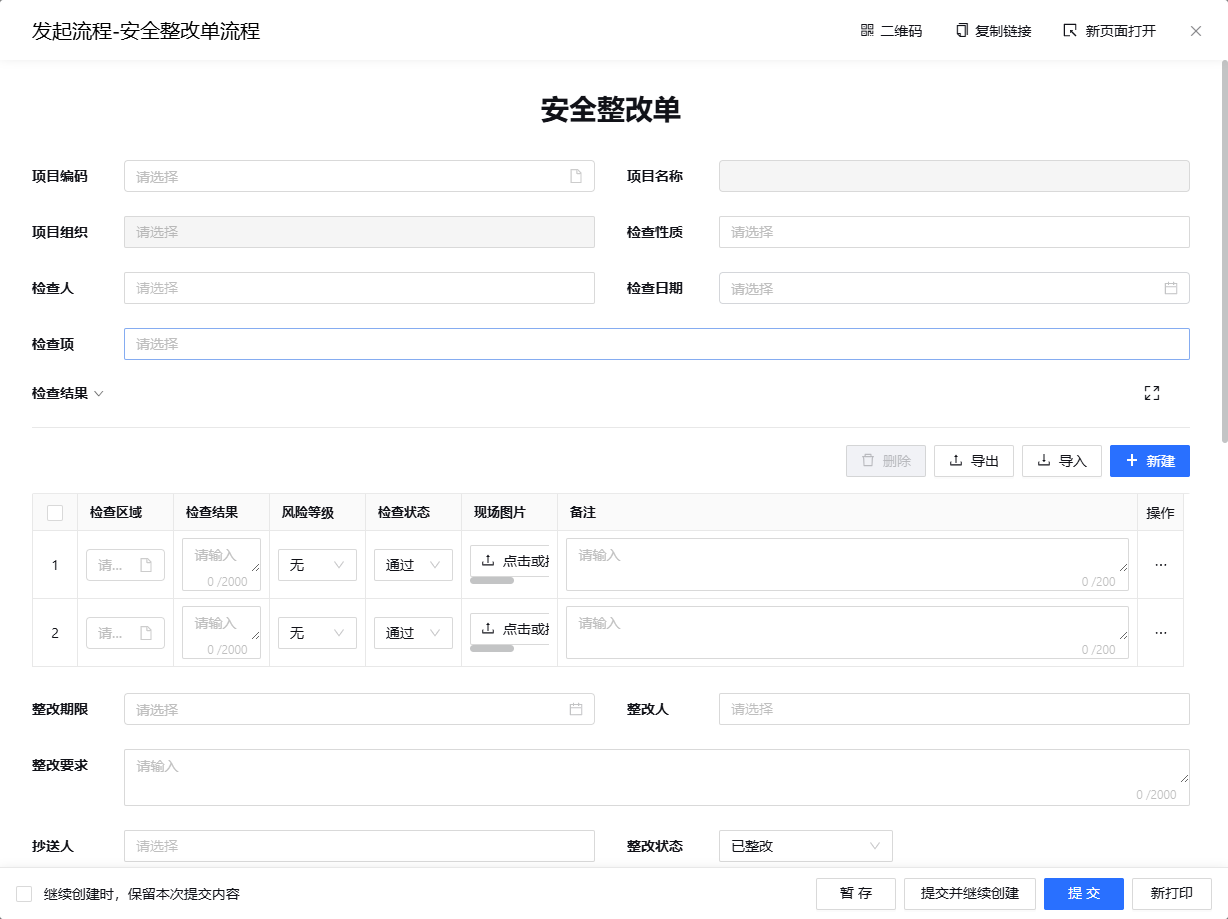 发起流程-安全整改单流程 二维码 复制链接 新页面打开
安全整改单
项目编码 请选择 项目名称
项目组织 请选择 检查性质 请选择
检查人 请选择 检查日期 请选择
检查项 请选择
检查结果
删除 导出 导入 + 新建
检查区域 检查结果 风险等级 检查状态 现场图片 备注 操作
1 请... 请输入 0 /2000 无 通过 点击或 请输入 0 /200 ...
2 请... 请输入 0 /2000 无 通过 点击或 请输入 0 /200 ...
整改期限 请选择 整改人 请选择
整改要求 请输入
0 /2000
抄送人 请选择 整改状态 已整改
继续创建时，保留本次提交内容 暂 存 提交并继续创建 提 交 新打印